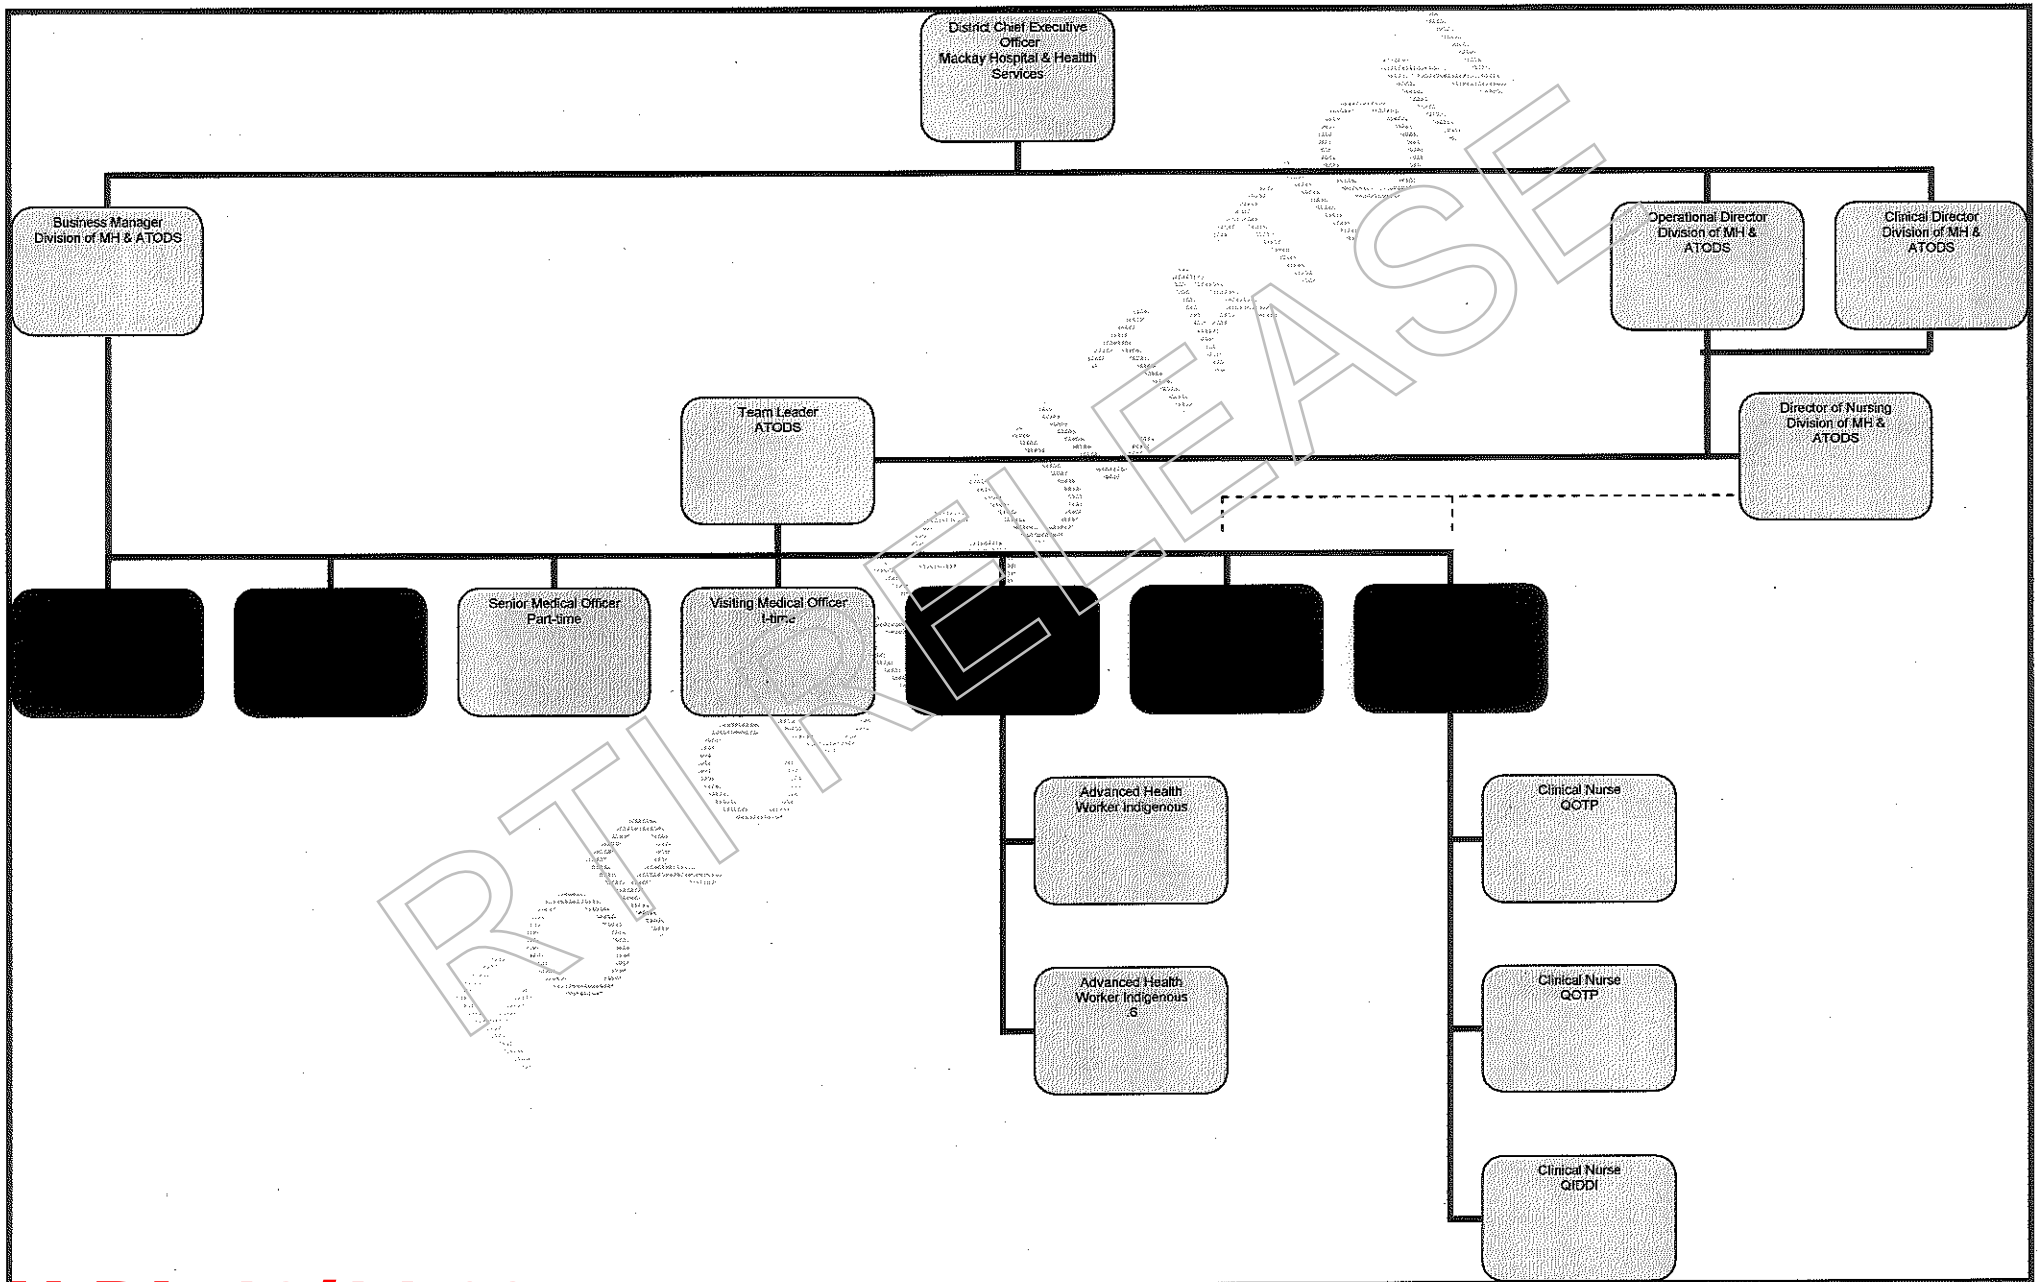 District Chief Executive
Officer
Mackay Hospital & Health
Services
Business Manager
Division of MH & ATODS
Operational Director
Division of MH &
ATODS
Clinical Director
Division of MH &
ATODS
Team Leader
ATODS
Director of Nursing
Division of MH &
ATODS
Senior Medical Officer
Part-time
Visiting Medical Officer
t-time
Advanced Health
Worker Indigenous
Clinical Nurse
QOTP
Advanced Health
Worker Indigenous
.6
Clinical Nurse
QOTP
Clinical Nurse
QIDDI
RTI RELEASE